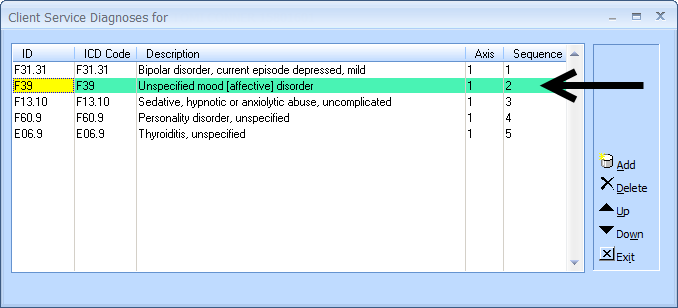 Client Service Diagnoses for
ID ICD Code Description Axis Sequence
F31.31 F31.31 Bipolar disorder, current episode depressed, mild 1 1
F39 F39 Unspecified mood [affective] disorder 1 2
F13.10 F13.10 Sedative, hypnotic or anxiolytic abuse, uncomplicated 1 3
F60.9 F60.9 Personality disorder, unspecified 1 4
E06.9 E06.9 Thyroiditis, unspecified 1 5
Add
Delete
Up
Down
Exit